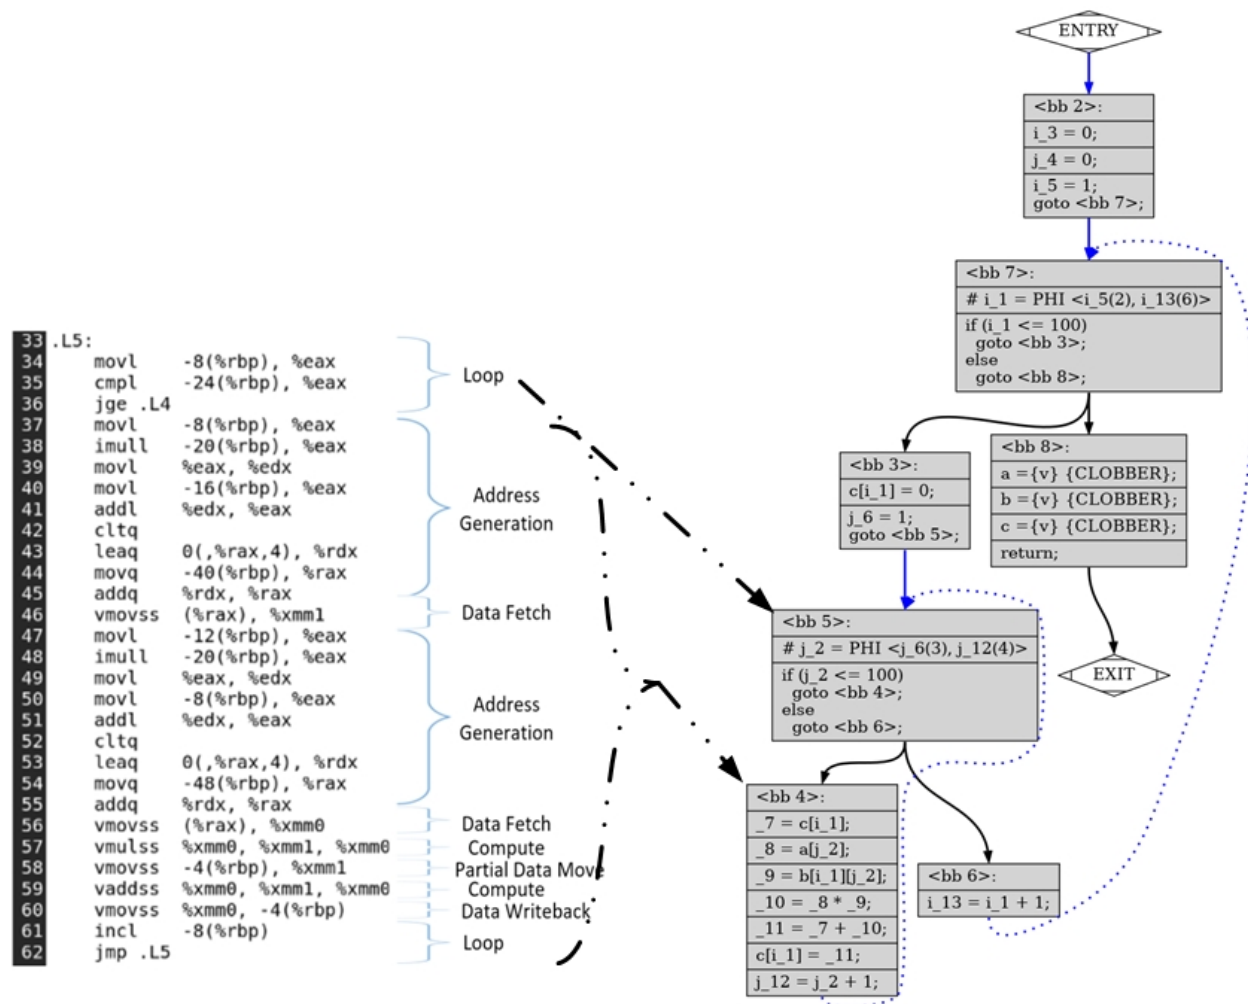 33 .L5:
34 movl -8(%rbp), %eax
35 cmpl -24(%rbp), %eax
36 jge .L4
37 movl -8(%rbp), %eax
38 imull -20(%rbp), %eax
39 movl %eax, %edx
40 movl -16(%rbp), %eax
41 addl %edx, %eax
42 cltq
43 leaq 0(,%rax,4), %rdx
44 movq -40(%rbp), %rax
45 addq %rdx, %rax
46 vmovss (%rax), %xmm1
47 movl -12(%rbp), %eax
48 imull -20(%rbp), %eax
49 movl %eax, %edx
50 movl -8(%rbp), %eax
51 addl %edx, %eax
52 cltq
53 leaq 0(,%rax,4), %rdx
54 movq -48(%rbp), %rax
55 addq %rdx, %rax
56 vmovss (%rax), %xmm0
57 vmulss %xmm0, %xmm1, %xmm0
58 vmovss -4(%rbp), %xmm1
59 vaddss %xmm0, %xmm1, %xmm0
60 vmovss %xmm0, -4(%rbp)
61 incl -8(%rbp)
62 jmp .L5
Loop
Address
Generation
Data Fetch
Address
Generation
Data Fetch
Compute
Partial Data Move
Compute
Data Writeback
Loop
ENTRY
<bb 2>:
i_3 = 0;
j_4 = 0;
i_5 = 1;
goto <bb 7>;
<bb 7>:
# i_1 = PHI <i_5(2), i_13(6)>
if (i_1 <= 100)
goto <bb 3>;
else
goto <bb 8>;
<bb 3>:
c[i_1] = 0;
j_6 = 1;
goto <bb 5>;
<bb 8>:
a ={v} {CLOBBER};
b ={v} {CLOBBER};
c ={v} {CLOBBER};
return;
EXIT
<bb 5>:
# j_2 = PHI <j_6(3), j_12(4)>
if (j_2 <= 100)
goto <bb 4>;
else
goto <bb 6>;
<bb 4>:
_7 = c[i_1];
_8 = a[j_2];
_9 = b[i_1][j_2];
_10 = _8 * _9;
_11 = _7 + _10;
c[i_1] = _11;
j_12 = j_2 + 1;
<bb 6>:
i_13 = i_1 + 1;